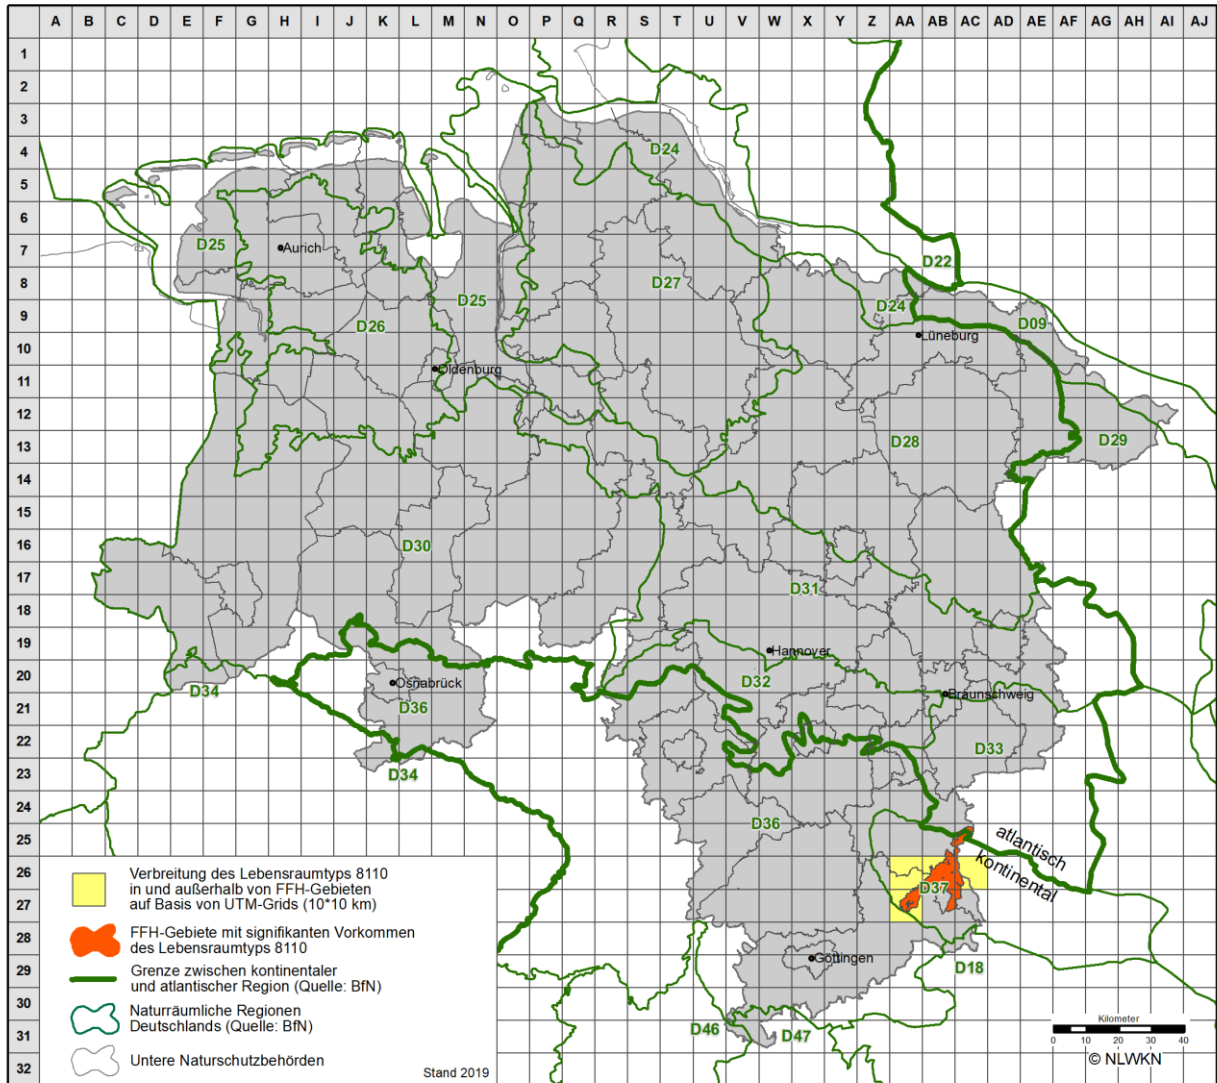 A B C D E F G H I J K L M N O P Q R S T U V W X Y Z AA AB AC AD AE AF AG AH AI AJ
1
2
3
4
D24
5
6
7
D25
Aurich
D22
8
D27
D25
D24
9
D26
D09
Lüneburg
10
Oldenburg
11
12
13
D28
D29
14
15
16
D30
17
D31
18
19
Hannover
20
D34
Osnabrück
D32
Braunschweig
21
D36
22
D34
D33
23
24
D36
25
atlantisch
kontinental
26
D37
27
28
Göttingen
D18
29
30
D46
D47
31
32
Verbreitung des Lebensraumtyps 8110
in und außerhalb von FFH-Gebieten
auf Basis von UTM-Grids (10*10 km)
FFH-Gebiete mit signifikanten Vorkommen
des Lebensraumtyps 8110
Grenze zwischen kontinentaler
und atlantischer Region (Quelle: BfN)
Naturräumliche Regionen
Deutschlands (Quelle: BfN)
Untere Naturschutzbehörden
Stand 2019
Kilometer
0 10 20 30 40
© NLWKN